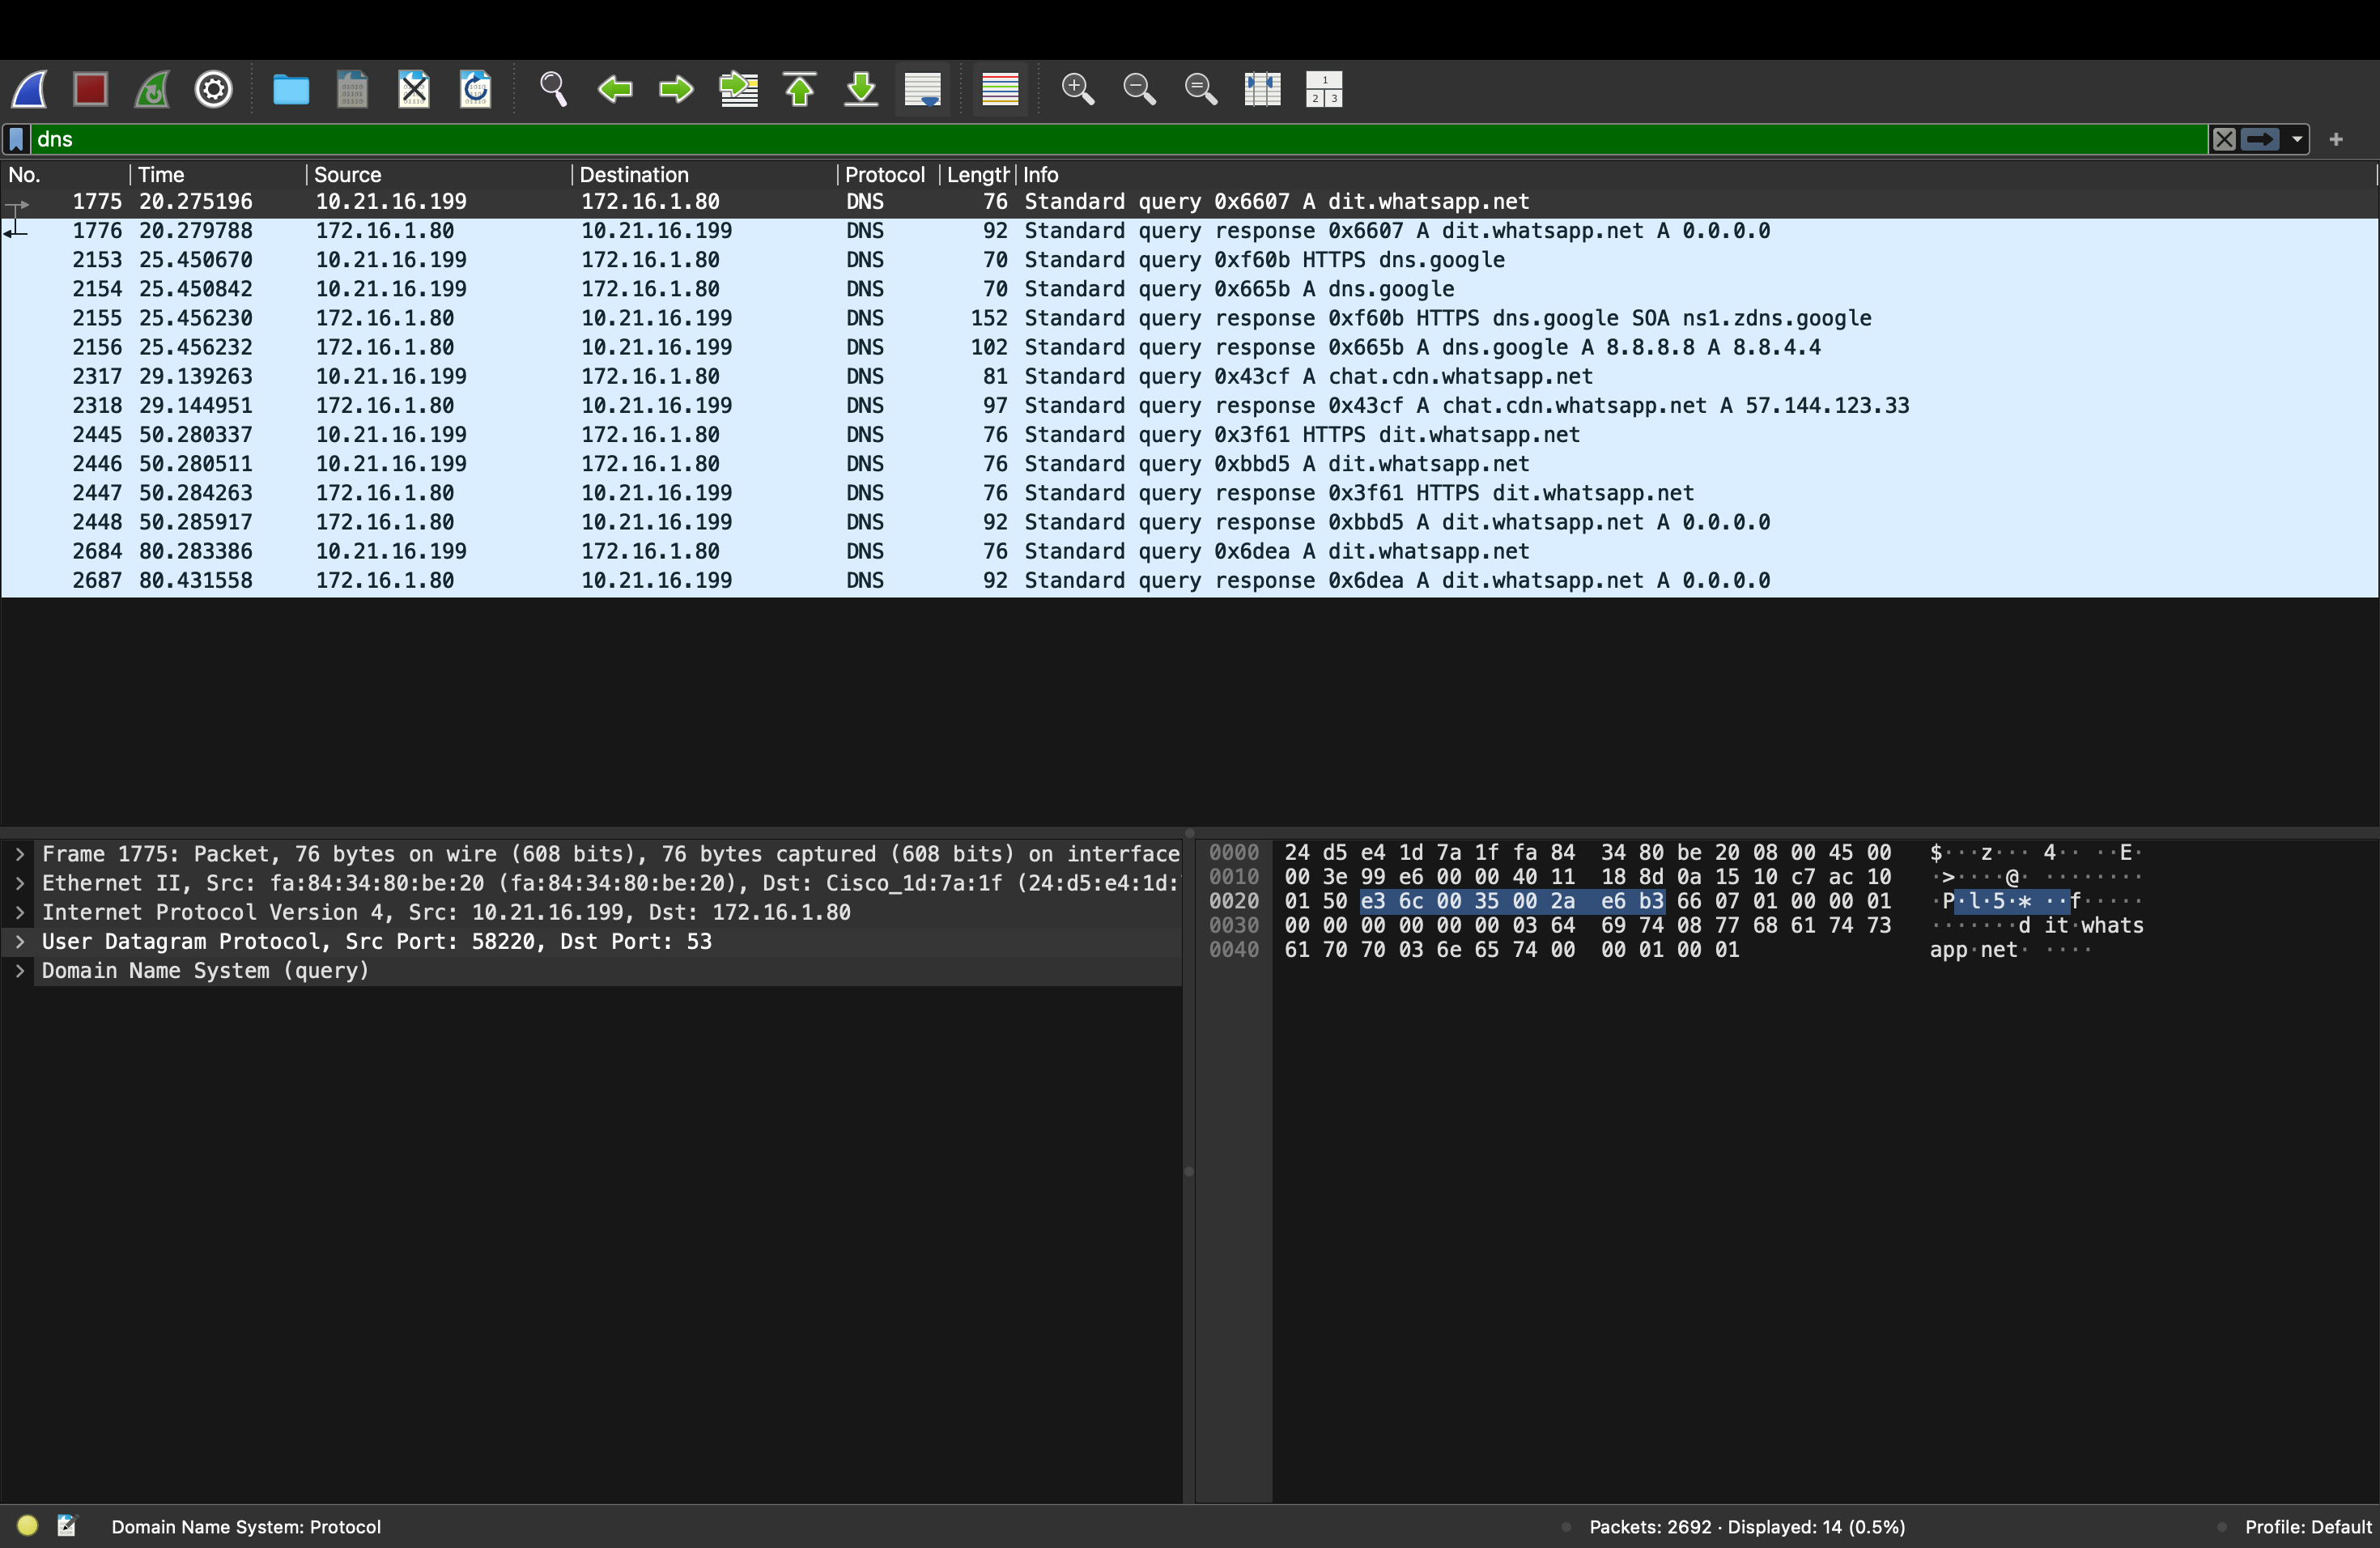 dns
No. Time Source Destination Protocol Length Info
1775 20.275196 10.21.16.199 172.16.1.80 DNS 76 Standard query 0x6607 A dit.whatsapp.net
1776 20.279788 172.16.1.80 10.21.16.199 DNS 92 Standard query response 0x6607 A dit.whatsapp.net A 0.0.0.0
2153 25.450670 10.21.16.199 172.16.1.80 DNS 70 Standard query 0xf60b HTTPS dns.google
2154 25.450842 10.21.16.199 172.16.1.80 DNS 70 Standard query 0x665b A dns.google
2155 25.456230 172.16.1.80 10.21.16.199 DNS 152 Standard query response 0xf60b HTTPS dns.google SOA ns1.zdns.google
2156 25.456232 172.16.1.80 10.21.16.199 DNS 102 Standard query response 0x665b A dns.google A 8.8.8.8 A 8.8.4.4
2317 29.139263 10.21.16.199 172.16.1.80 DNS 81 Standard query 0x43cf A chat.cdn.whatsapp.net
2318 29.144951 172.16.1.80 10.21.16.199 DNS 97 Standard query response 0x43cf A chat.cdn.whatsapp.net A 57.144.123.33
2445 50.280337 10.21.16.199 172.16.1.80 DNS 76 Standard query 0x3f61 HTTPS dit.whatsapp.net
2446 50.280511 10.21.16.199 172.16.1.80 DNS 76 Standard query 0xbbd5 A dit.whatsapp.net
2447 50.284263 172.16.1.80 10.21.16.199 DNS 76 Standard query response 0x3f61 HTTPS dit.whatsapp.net
2448 50.285917 172.16.1.80 10.21.16.199 DNS 92 Standard query response 0xbbd5 A dit.whatsapp.net A 0.0.0.0
2684 80.283386 10.21.16.199 172.16.1.80 DNS 76 Standard query 0x6dea A dit.whatsapp.net
2687 80.431558 172.16.1.80 10.21.16.199 DNS 92 Standard query response 0x6dea A dit.whatsapp.net A 0.0.0.0
Frame 1775: Packet, 76 bytes on wire (608 bits), 76 bytes captured (608 bits) on interface
Ethernet II, Src: fa:84:34:80:be:20 (fa:84:34:80:be:20), Dst: Cisco_1d:7a:1f (24:d5:e4:1d:
Internet Protocol Version 4, Src: 10.21.16.199, Dst: 172.16.1.80
User Datagram Protocol, Src Port: 58220, Dst Port: 53
Domain Name System (query)
0000 24 d5 e4 1d 7a 1f fa 84 34 80 be 20 08 00 45 00 $···z··· 4·· ··E·
0010 00 3e 99 e6 00 00 40 11 18 8d 0a 15 10 c7 ac 10 ·>····@· ········
0020 01 50 e3 6c 00 35 00 2a e6 b3 66 07 01 00 00 01 ·P·l·5·* ··f·····
0030 00 00 00 00 00 00 03 64 69 74 08 77 68 61 74 73 ·······d it·whats
0040 61 70 70 03 6e 65 74 00 00 01 00 01 app·net· ····
Domain Name System: Protocol
Packets: 2692 · Displayed: 14 (0.5%)
Profile: Default